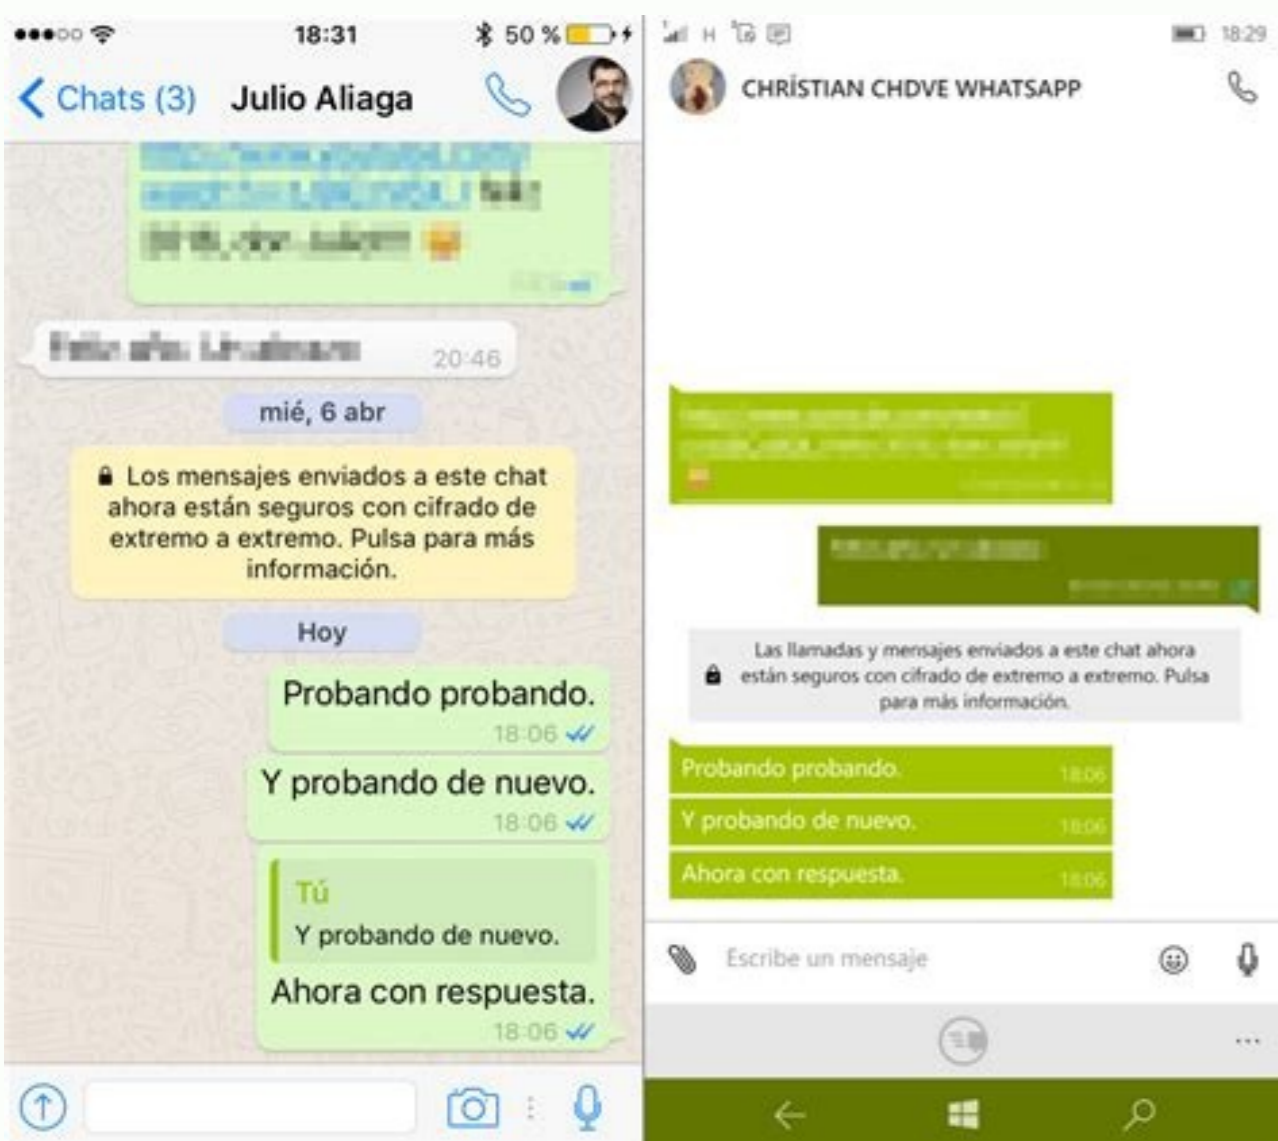 18:31
50 %
Chats (3)
Julio Aliaga
20:46
mié, 6 abr
Los mensajes enviados a este chat
ahora están seguros con cifrado de
extremo a extremo. Pulsa para más
información.
Hoy
Probando probando.
18:06
Y probando de nuevo.
18:06
Tú
Y probando de nuevo.
Ahora con respuesta.
18:06
H
18:29
CHRÍSTIAN CHDVE WHATSAPP
Las llamadas y mensajes enviados a este chat ahora
están seguros con cifrado de extremo a extremo. Pulsa
para más información.
Probando probando.
18:06
Y probando de nuevo.
18:06
Ahora con respuesta.
18:06
Escribe un mensaje